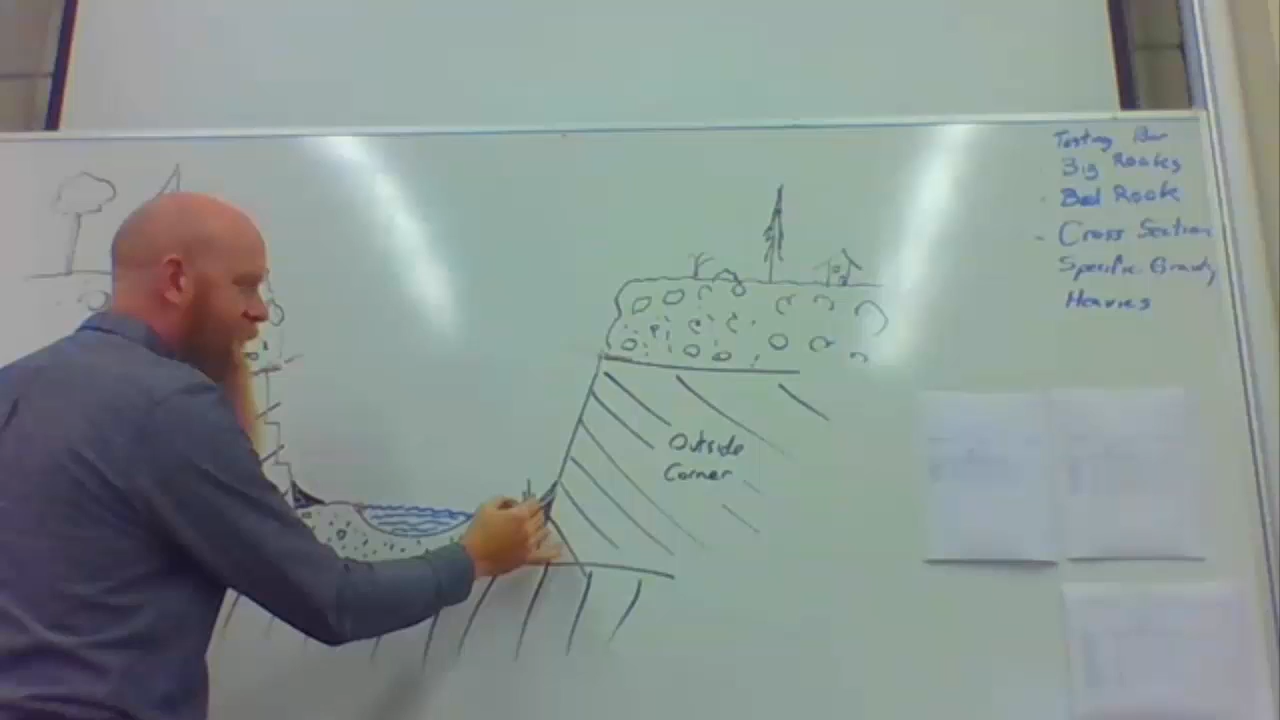 Testing Bar
Big Rocks
- Bed Rock
- Cross Section
Specific Gravity
Heavies
Outside
Corner